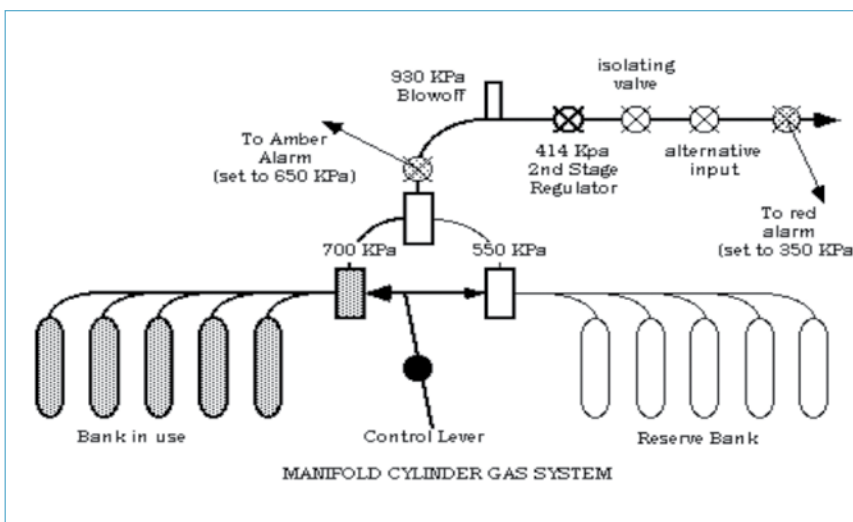 930 KPa
Blowoff
isolating
valve
To Amber
Alarm
(set to 650 KPa)
414 Kpa
2nd Stage
Regulator
alternative
input
To red
alarm
(set to 350 KPa
700 KPa
550 KPa
Bank in use
Control Lever
Reserve Bank
MANIFOLD CYLINDER GAS SYSTEM